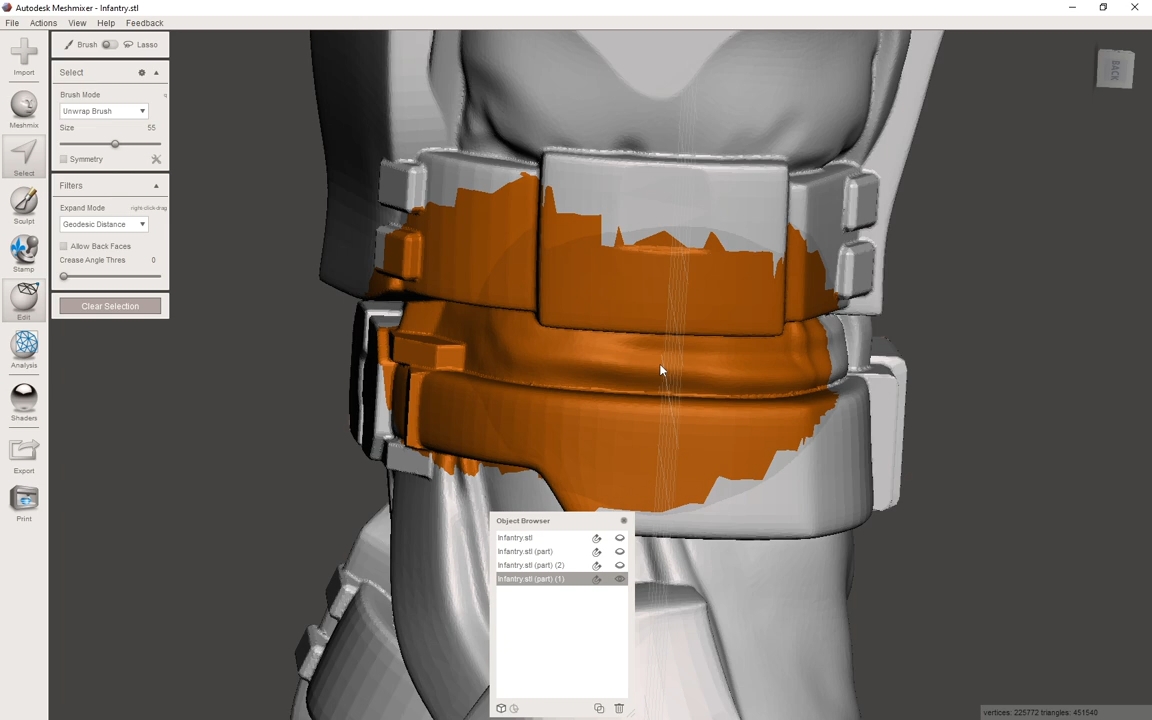 Autodesk Meshmixer - Infantry.stl
File Actions View Help Feedback
Import
Meshmix
Select
Sculpt
Stamp
Edit
Analysis
Shaders
Export
Print
Brush Lasso
Select
Brush Mode
Unwrap Brush
Size 55
Symmetry
Filters
Expand Mode right-click-drag
Geodesic Distance
Allow Back Faces
Crease Angle Thres 0
Clear Selection
BACK
Object Browser
Infantry.stl
Infantry.stl (part)
Infantry.stl (part) (2)
Infantry.stl (part) (1)
vertices: 225772 triangles: 451540